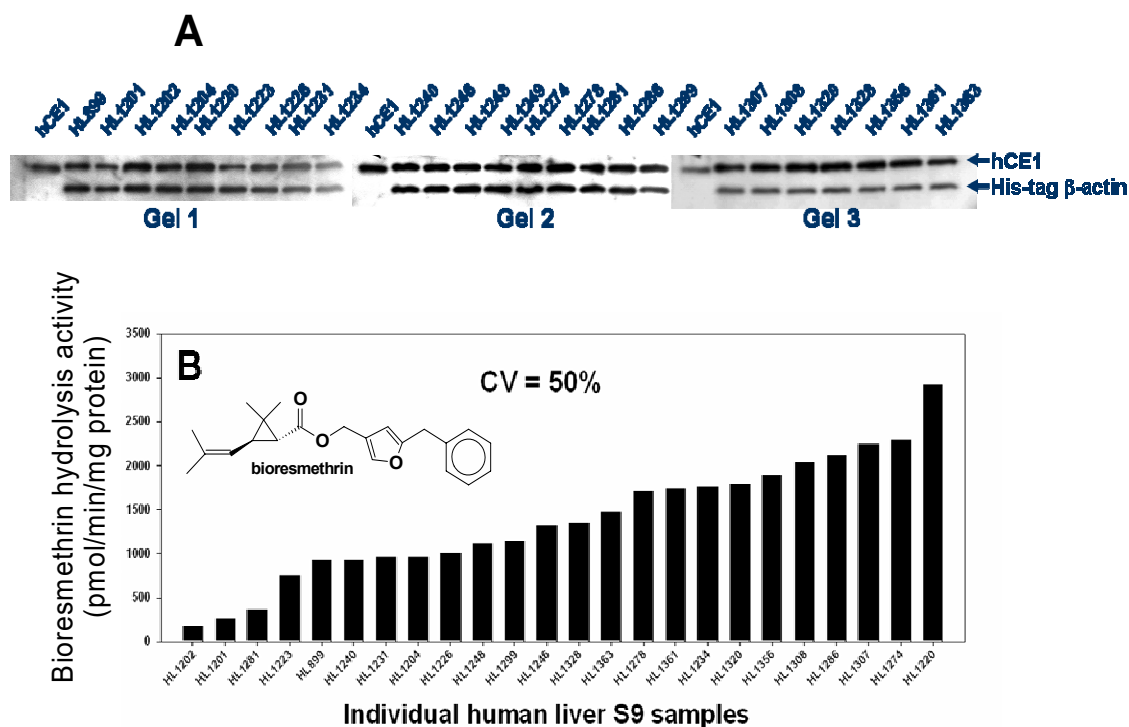 A
hCE1 HL899 HL1201 HL1202 HL1204 HL1220 HL1223 HL1226 HL1231 HL1234 hCE1 HL1240 HL1246 HL1248 HL1249 HL1274 HL1278 HL1281 HL1286 HL1299 hCE1 HL1307 HL1308 HL1320 HL1328 HL1356 HL1361 HL1363
hCE1
His-tag β-actin
Gel 1 Gel 2 Gel 3
Bioresmethrin hydrolysis activity
(pmol/min/mg protein)
3500
3000
2500
2000
1500
1000
500
0
B
CV = 50%
O
O
O
bioresmethrin
HL1202 HL1201 HL1281 HL1223 HL899 HL1240 HL1231 HL1204 HL1226 HL1248 HL1299 HL1246 HL1328 HL1363 HL1278 HL1361 HL1234 HL1320 HL1356 HL1308 HL1286 HL1307 HL1274 HL1220
Individual human liver S9 samples